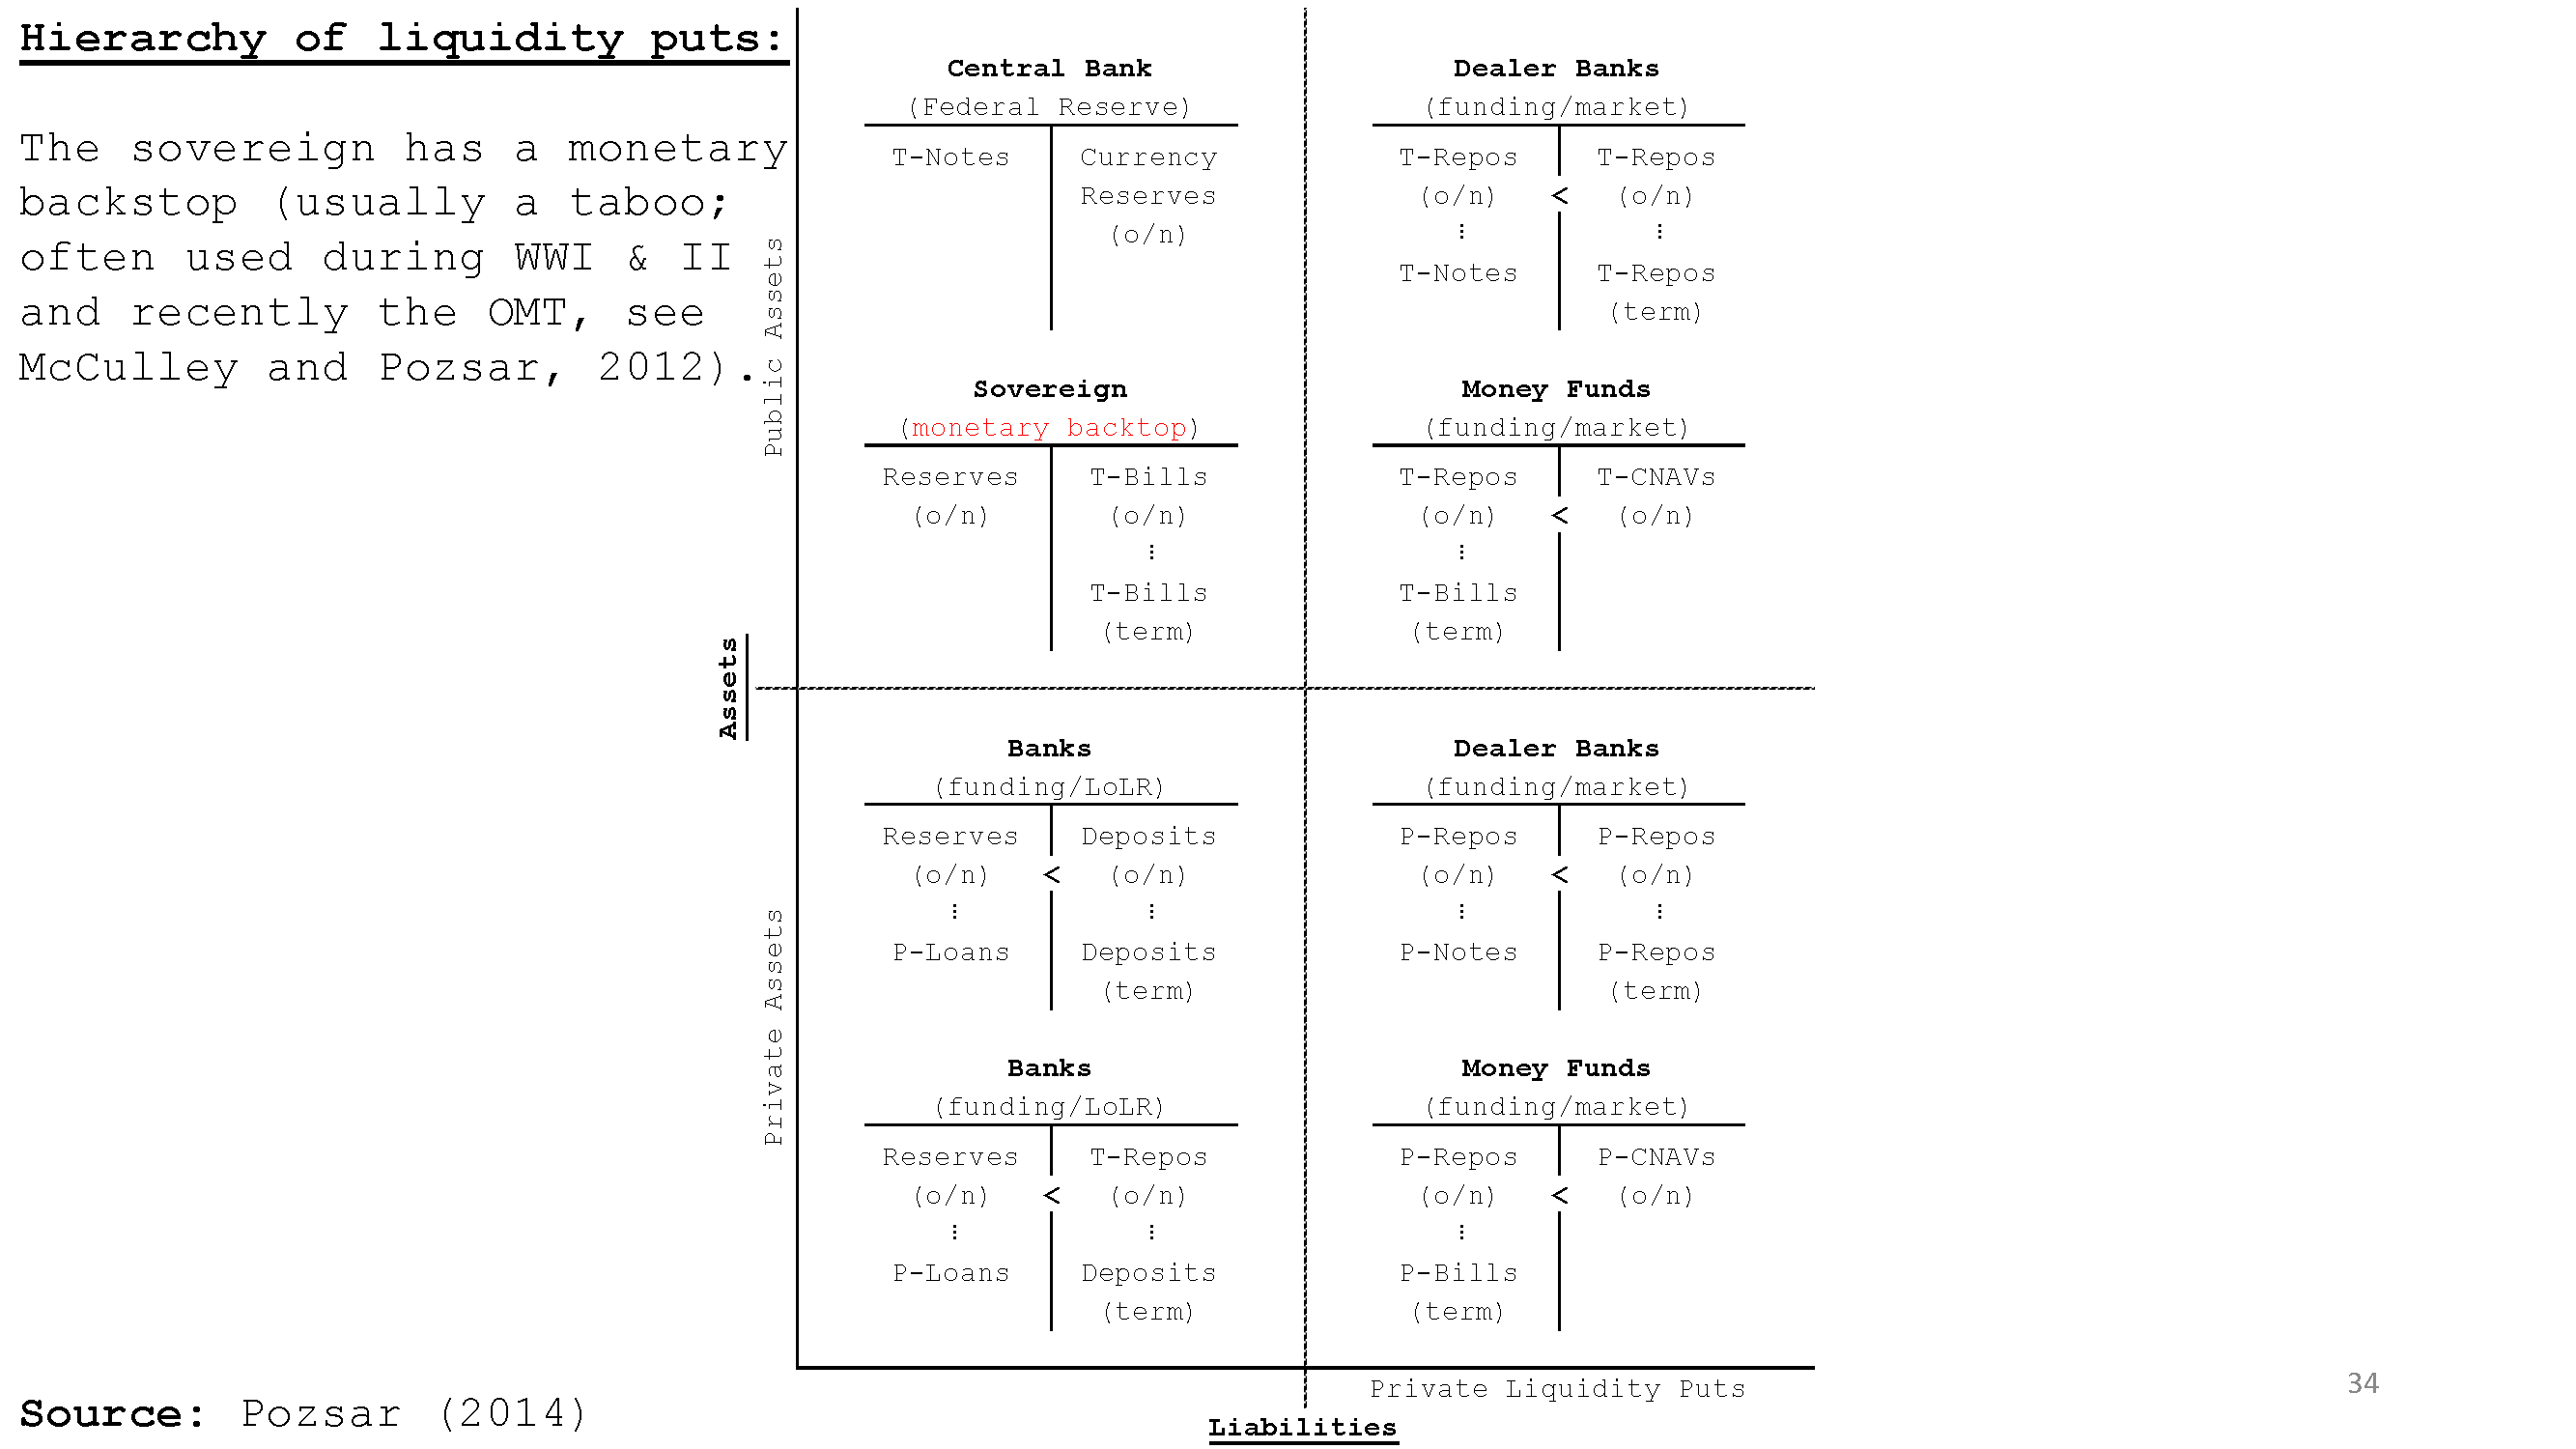 Hierarchy of liquidity puts:
The sovereign has a monetary
backstop (usually a taboo;
often used during WWI & II
and recently the OMT, see
McCulley and Pozsar, 2012).
Assets
Public Assets
Private Assets
Central Bank
(Federal Reserve)
T-Notes Currency
Reserves
(o/n)
Dealer Banks
(funding/market)
T-Repos T-Repos
(o/n) < (o/n)
⋮ ⋮
T-Notes T-Repos
(term)
Sovereign
(monetary backtop)
Reserves T-Bills
(o/n) (o/n)
⋮
T-Bills
(term)
Money Funds
(funding/market)
T-Repos T-CNAVs
(o/n) < (o/n)
⋮
T-Bills
(term)
Banks
(funding/LoLR)
Reserves Deposits
(o/n) < (o/n)
⋮ ⋮
P-Loans Deposits
(term)
Dealer Banks
(funding/market)
P-Repos P-Repos
(o/n) < (o/n)
⋮ ⋮
P-Notes P-Repos
(term)
Banks
(funding/LoLR)
Reserves T-Repos
(o/n) < (o/n)
⋮ ⋮
P-Loans Deposits
(term)
Money Funds
(funding/market)
P-Repos P-CNAVs
(o/n) < (o/n)
⋮
P-Bills
(term)
Private Liquidity Puts
Liabilities
Source: Pozsar (2014)
34